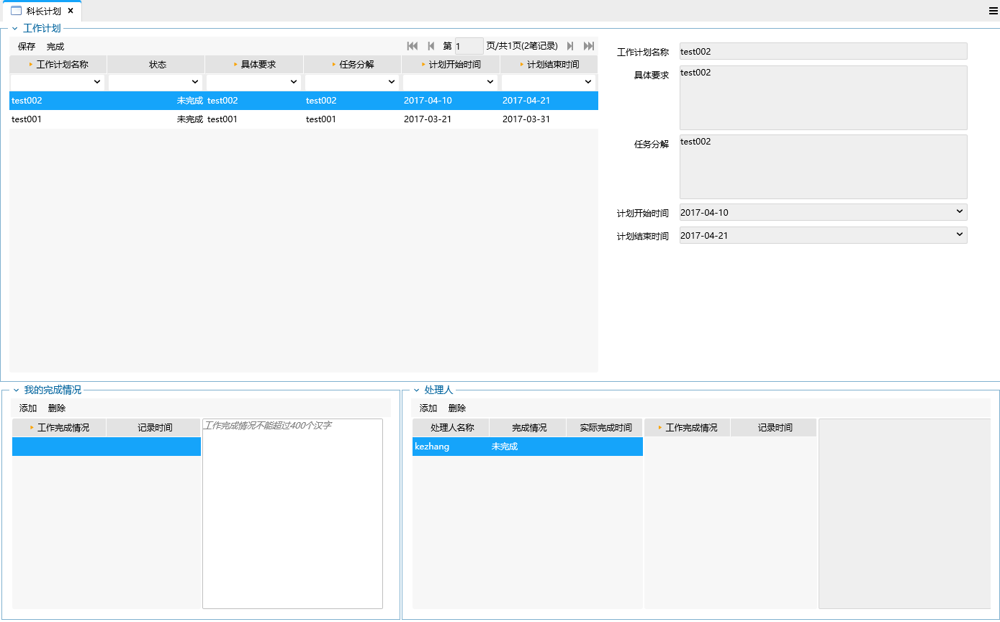 科长计划
工作计划
保存 完成 第 1 页/共1页(2笔记录)
工作计划名称 状态 具体要求 任务分解 计划开始时间 计划结束时间
test002 未完成 test002 test002 2017-04-10 2017-04-21
test001 未完成 test001 test001 2017-03-21 2017-03-31
工作计划名称 test002
具体要求 test002
任务分解 test002
计划开始时间 2017-04-10
计划结束时间 2017-04-21
我的完成情况
添加 删除
工作完成情况 记录时间
工作完成情况不能超过400个汉字
处理人
添加 删除
处理人名称 完成情况 实际完成时间 工作完成情况 记录时间
kezhang 未完成